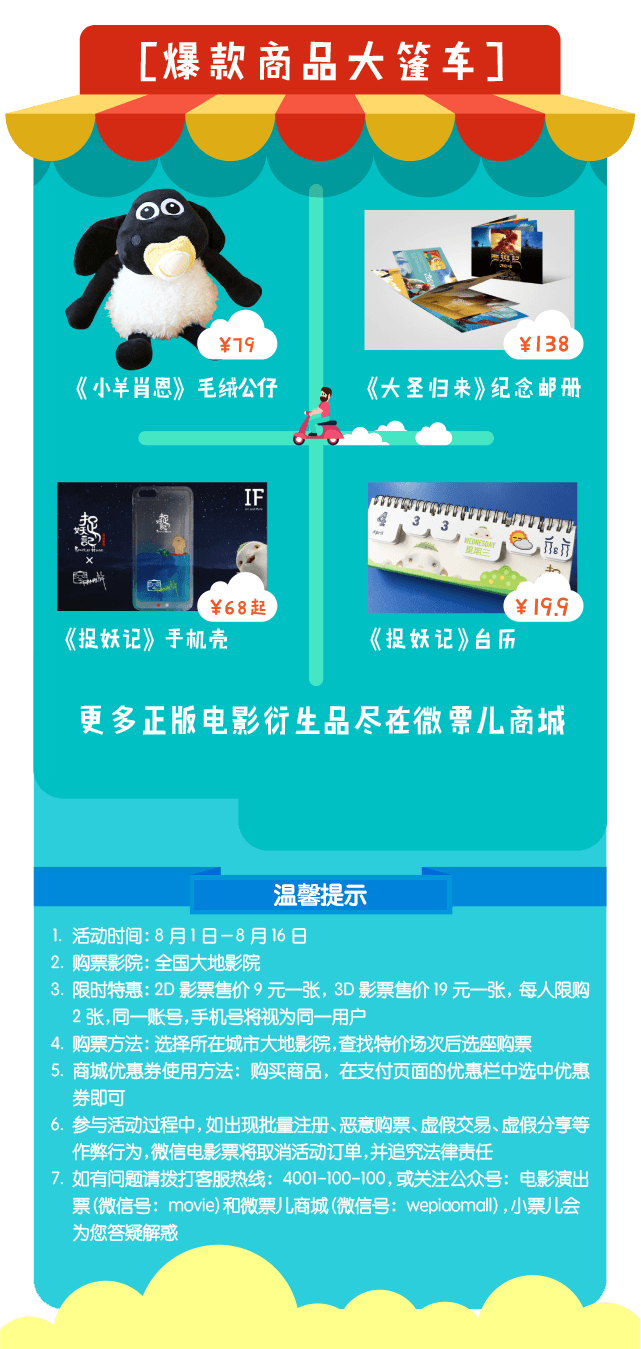 [爆款商品大篷车]
¥79
¥138
《小羊肖恩》毛绒公仔
《大圣归来》纪念邮册
捉妖记
×
IF
捉妖记
¥68起
4
3
3
April
WEDNESDAY
星期三
¥19.9
《捉妖记》手机壳
《捉妖记》台历
更多正版电影衍生品尽在微票儿商城
温馨提示
1. 活动时间：8月1日－8月16日
2. 购票影院：全国大地影院
3. 限时特惠：2D影票售价9元一张，3D影票售价19元一张，每人限购
2张，同一账号，手机号将视为同一用户
4. 购票方法：选择所在城市大地影院，查找特价场次后选座购票
5. 商城优惠券使用方法：购买商品，在支付页面的优惠栏中选中优惠
券即可
6. 参与活动过程中，如出现批量注册、恶意购票、虚假交易、虚假分享等
作弊行为，微信电影票将取消活动订单，并追究法律责任
7. 如有问题请拨打客服热线：4001-100-100，或关注公众号：电影演出
票（微信号：movie）和微票儿商城（微信号：wepiaomall），小票儿会
为您答疑解惑